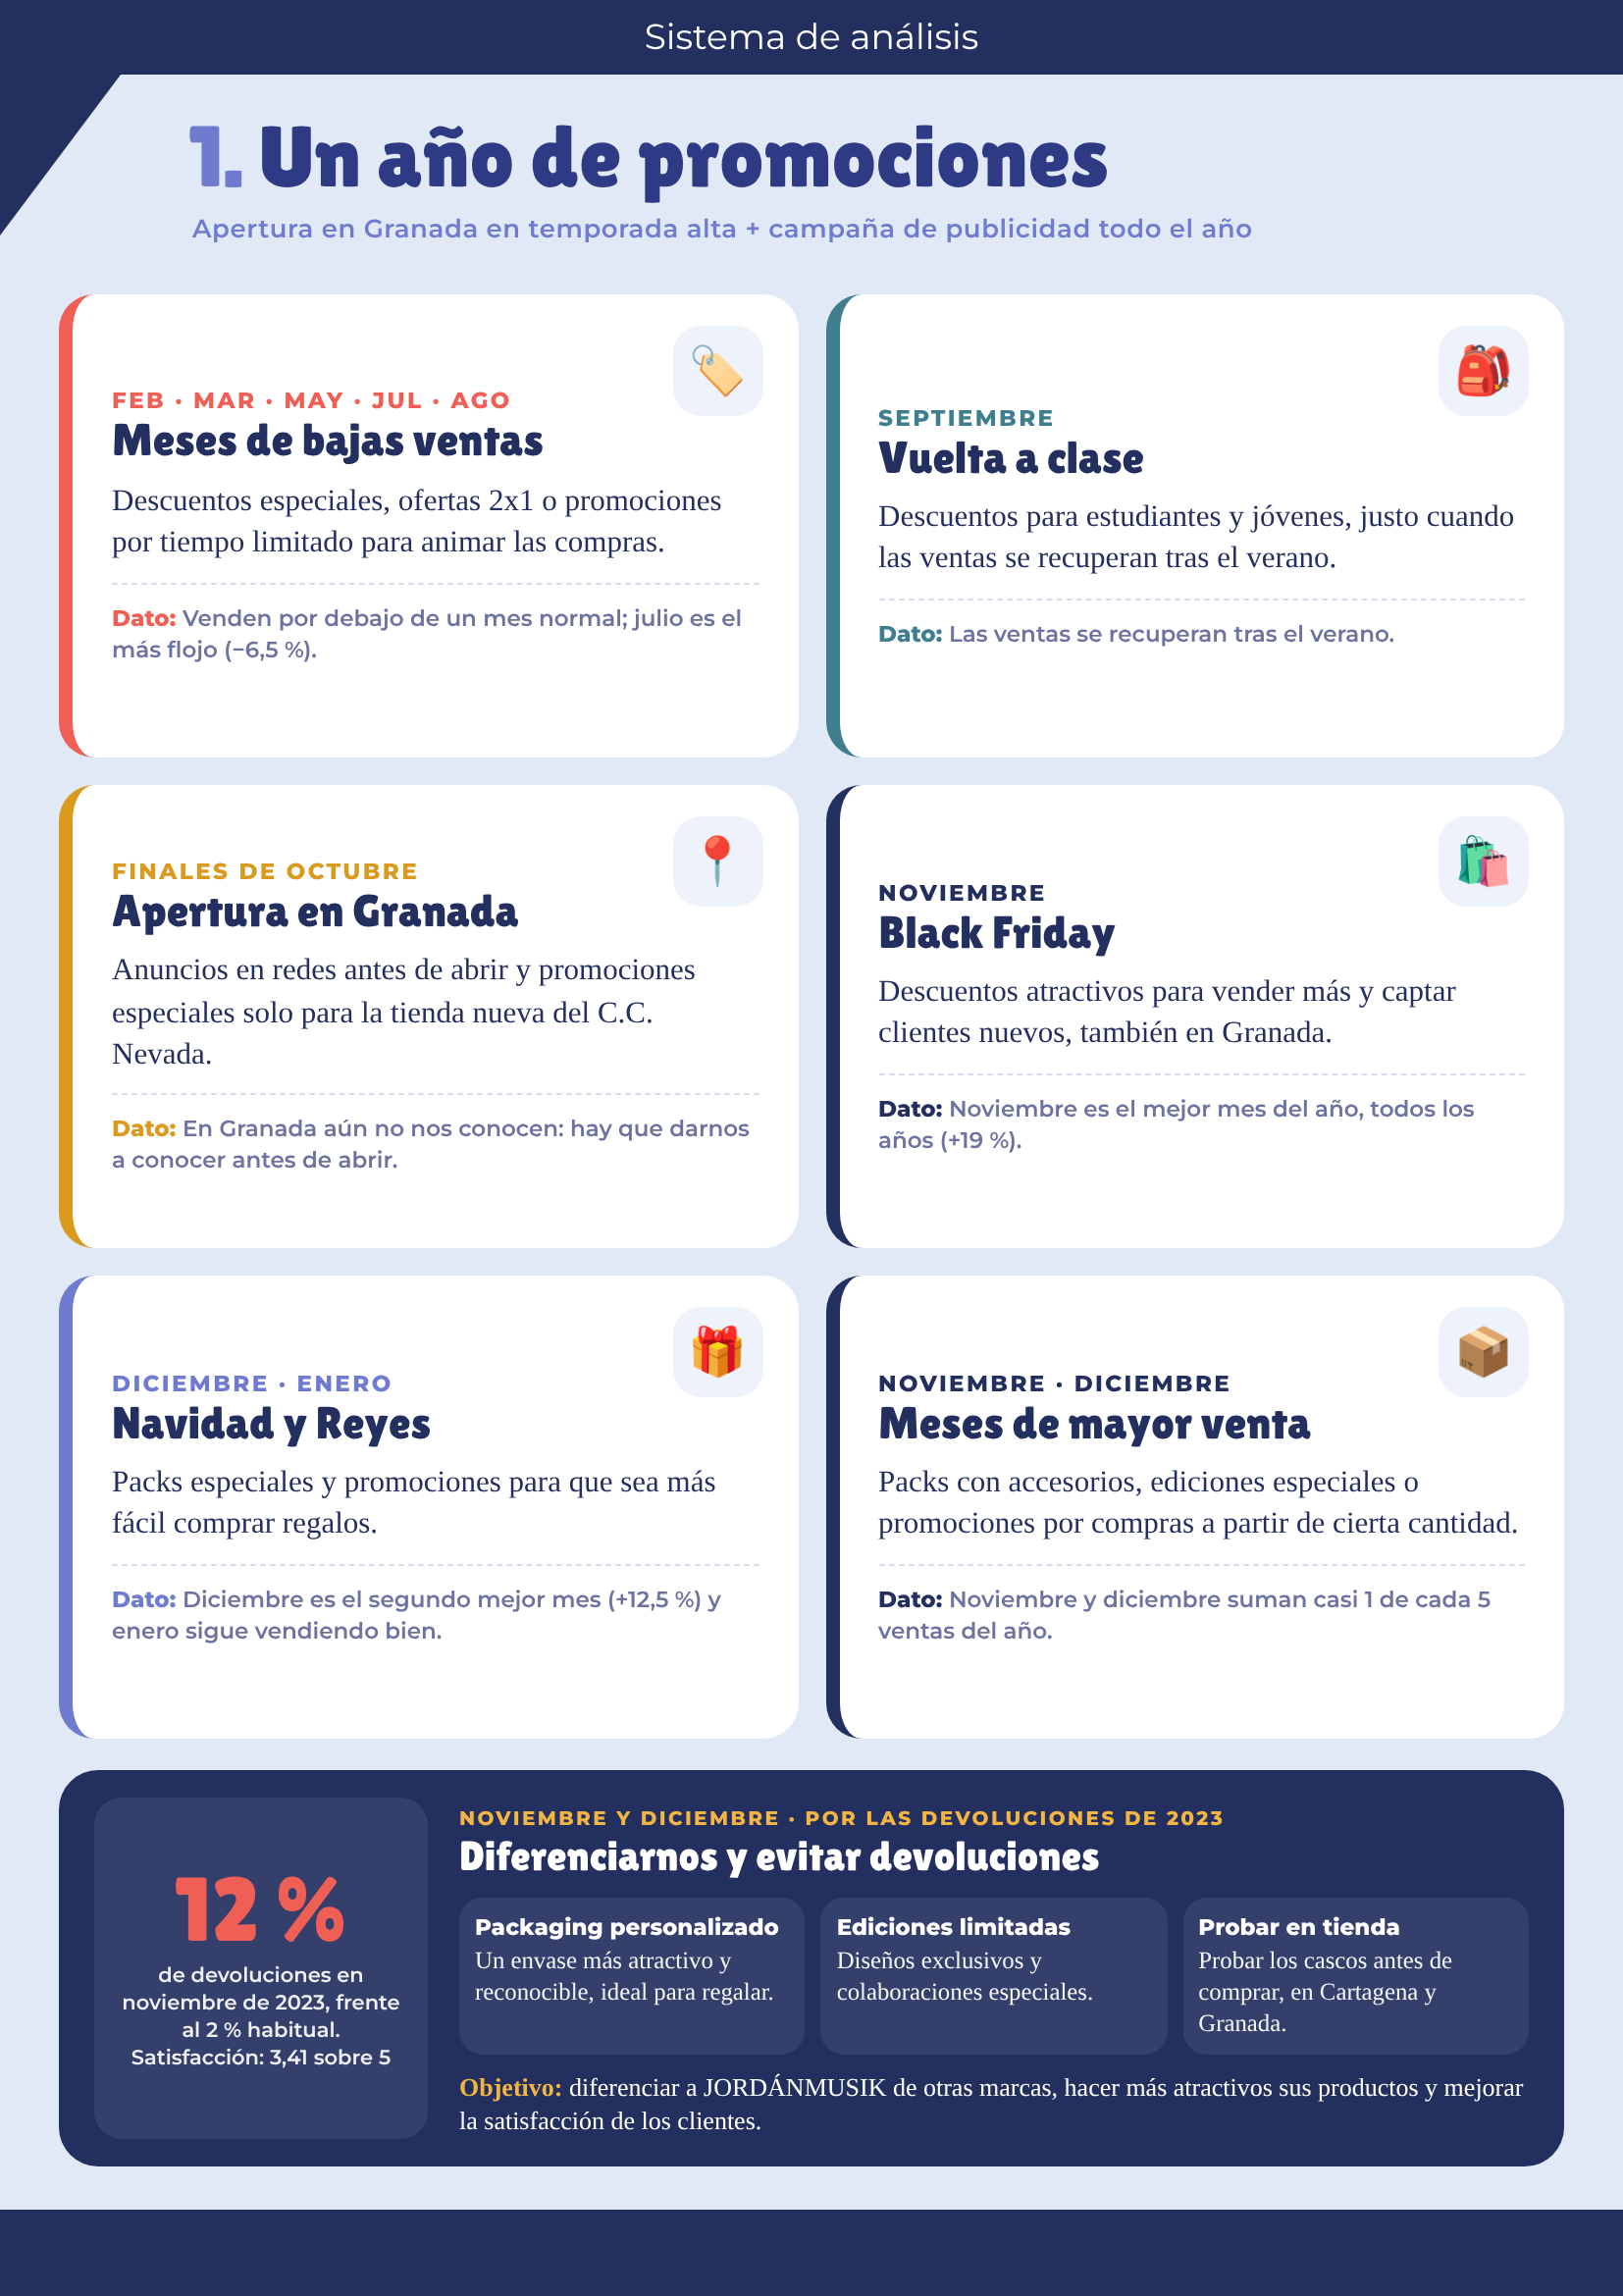 Sistema de análisis
1. Un año de promociones
Apertura en Granada en temporada alta + campaña de publicidad todo el año
FEB · MAR · MAY · JUL · AGO
Meses de bajas ventas
Descuentos especiales, ofertas 2x1 o promociones
por tiempo limitado para animar las compras.
Dato: Venden por debajo de un mes normal; julio es el
más flojo (−6,5 %).
SEPTIEMBRE
Vuelta a clase
Descuentos para estudiantes y jóvenes, justo cuando
las ventas se recuperan tras el verano.
Dato: Las ventas se recuperan tras el verano.
FINALES DE OCTUBRE
Apertura en Granada
Anuncios en redes antes de abrir y promociones
especiales solo para la tienda nueva del C.C.
Nevada.
Dato: En Granada aún no nos conocen: hay que darnos
a conocer antes de abrir.
NOVIEMBRE
Black Friday
Descuentos atractivos para vender más y captar
clientes nuevos, también en Granada.
Dato: Noviembre es el mejor mes del año, todos los
años (+19 %).
DICIEMBRE · ENERO
Navidad y Reyes
Packs especiales y promociones para que sea más
fácil comprar regalos.
Dato: Diciembre es el segundo mejor mes (+12,5 %) y
enero sigue vendiendo bien.
NOVIEMBRE · DICIEMBRE
Meses de mayor venta
Packs con accesorios, ediciones especiales o
promociones por compras a partir de cierta cantidad.
Dato: Noviembre y diciembre suman casi 1 de cada 5
ventas del año.
12 %
de devoluciones en
noviembre de 2023, frente
al 2 % habitual.
Satisfacción: 3,41 sobre 5
NOVIEMBRE Y DICIEMBRE · POR LAS DEVOLUCIONES DE 2023
Diferenciarnos y evitar devoluciones
Packaging personalizado
Un envase más atractivo y
reconocible, ideal para regalar.
Ediciones limitadas
Diseños exclusivos y
colaboraciones especiales.
Probar en tienda
Probar los cascos antes de
comprar, en Cartagena y
Granada.
Objetivo: diferenciar a JORDÁNMUSIK de otras marcas, hacer más atractivos sus productos y mejorar
la satisfacción de los clientes.